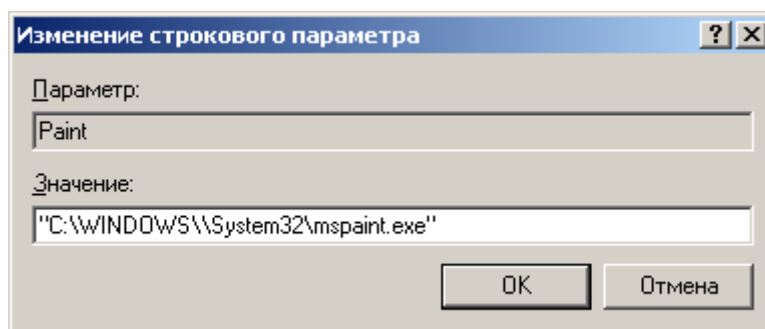 Изменение строкового параметра
Параметр:
Paint
Значение:
"C:\WINDOWS\\System32\mspaint.exe"
OK Отмена